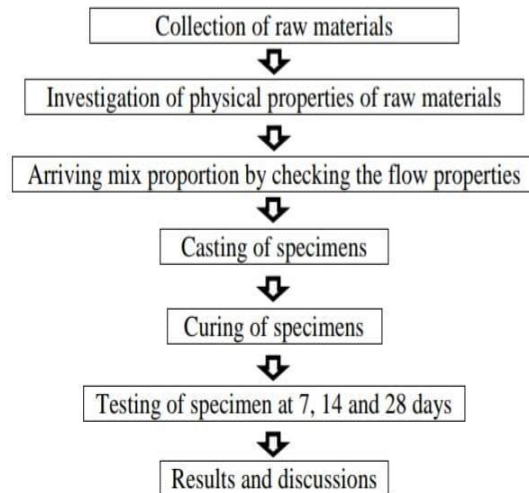 Collection of raw materials
Investigation of physical properties of raw materials
Arriving mix proportion by checking the flow properties
Casting of specimens
Curing of specimens
Testing of specimen at 7, 14 and 28 days
Results and discussions